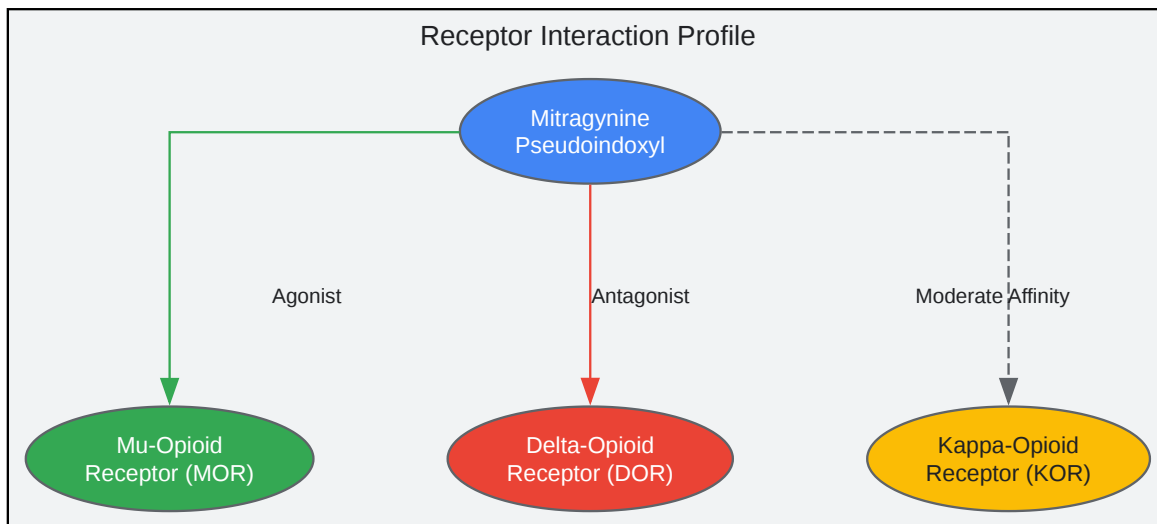 Receptor Interaction Profile
Mitragynine
Pseudoindoxyl
Agonist
Antagonist
Moderate Affinity
Mu-Opioid
Receptor (MOR)
Delta-Opioid
Receptor (DOR)
Kappa-Opioid
Receptor (KOR)